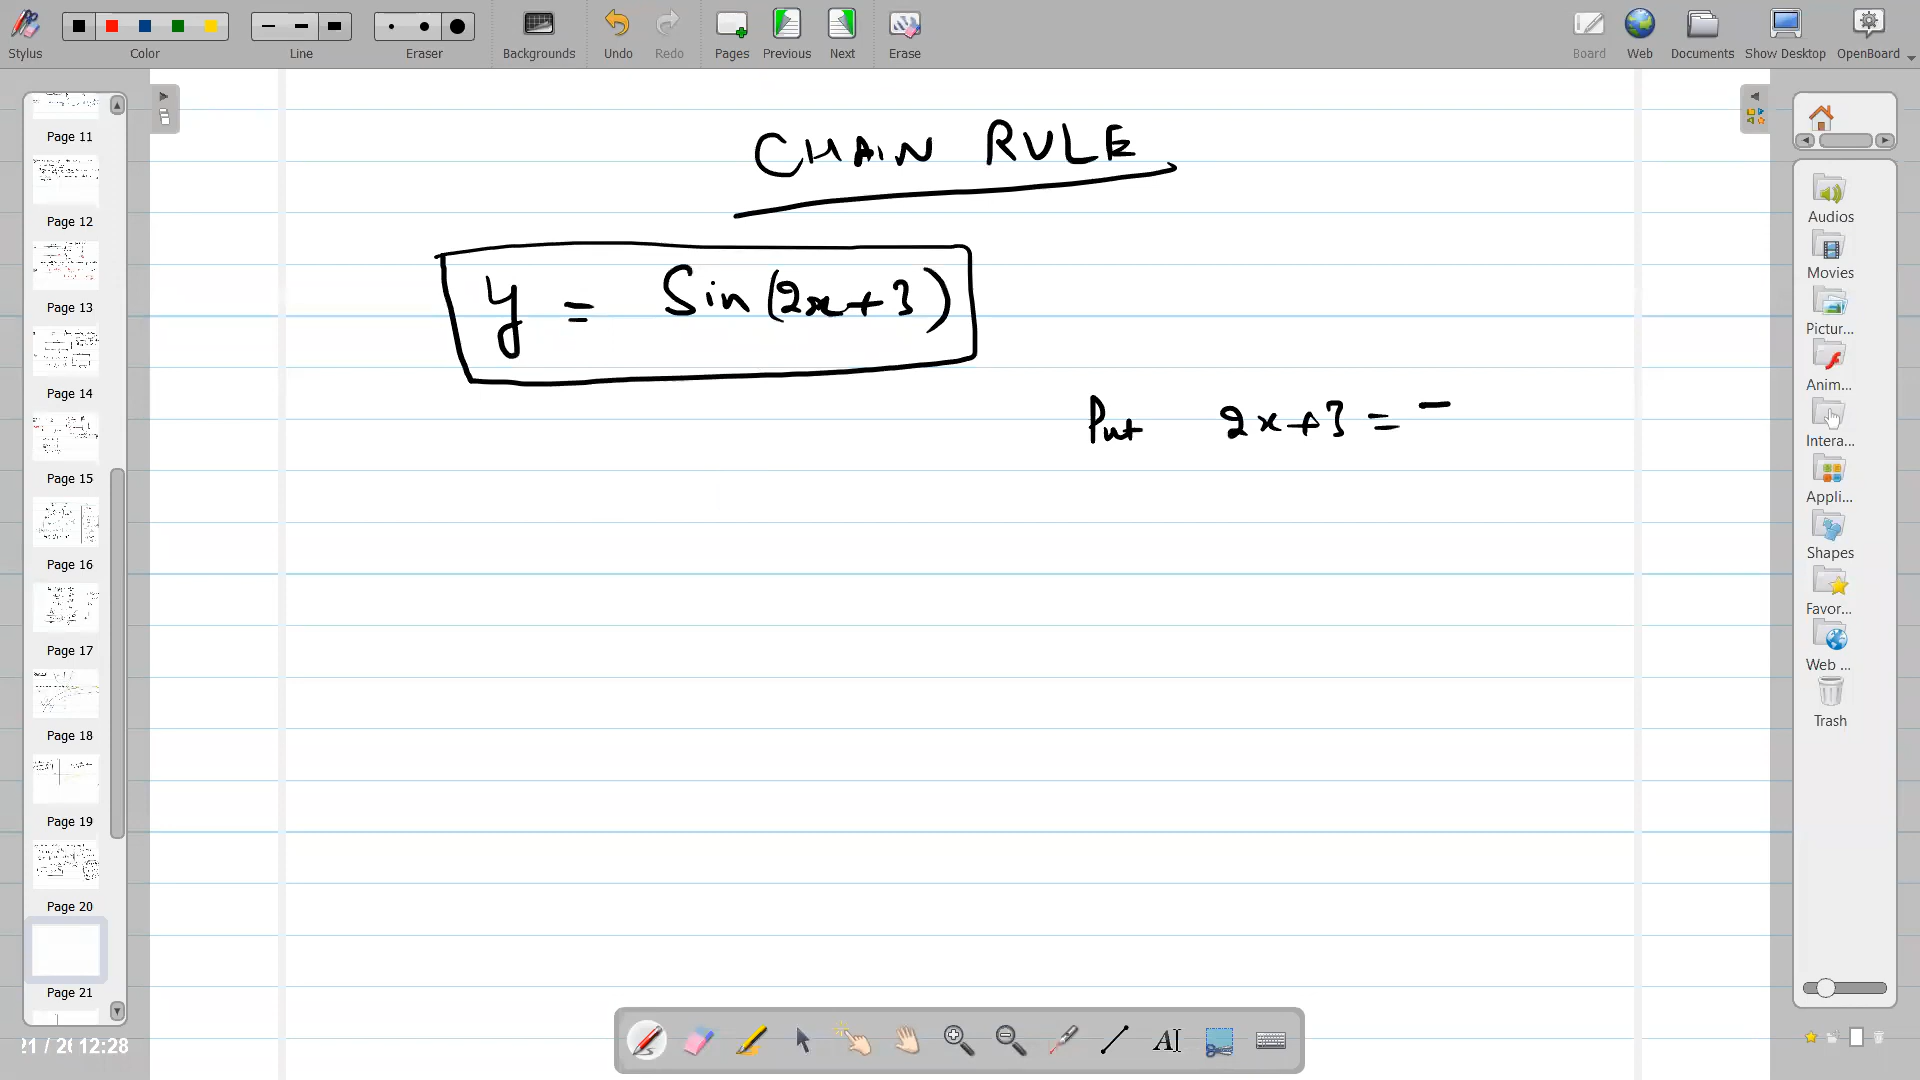 Stylus
Color
Line
Eraser
Backgrounds
Undo
Redo
Pages
Previous
Next
Erase
Board
Web
Documents
Show Desktop
OpenBoard
Page 11
Page 12
Page 13
Page 14
Page 15
Page 16
Page 17
Page 18
Page 19
Page 20
Page 21
21 / 26 12:28
CHAIN RULE
y = Sin(2x+3)
Put 2x+3 =
Audios
Movies
Pictur...
Anim...
Intera...
Appli...
Shapes
Favor...
Web ...
Trash